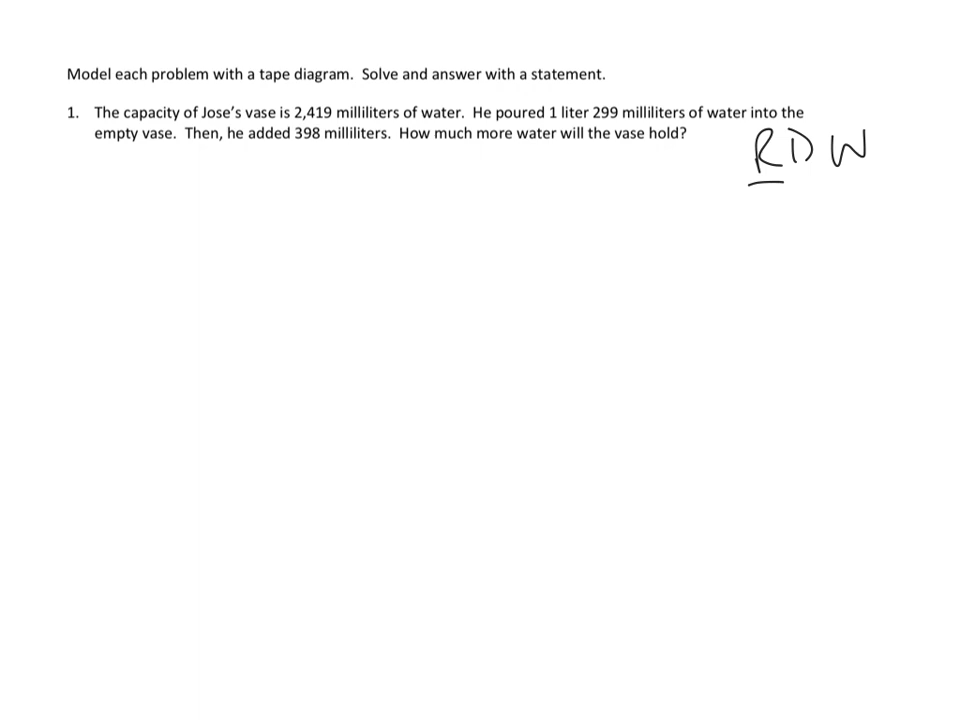 Model each problem with a tape diagram. Solve and answer with a statement.
1. The capacity of Jose's vase is 2,419 milliliters of water. He poured 1 liter 299 milliliters of water into the
empty vase. Then, he added 398 milliliters. How much more water will the vase hold?
RDW